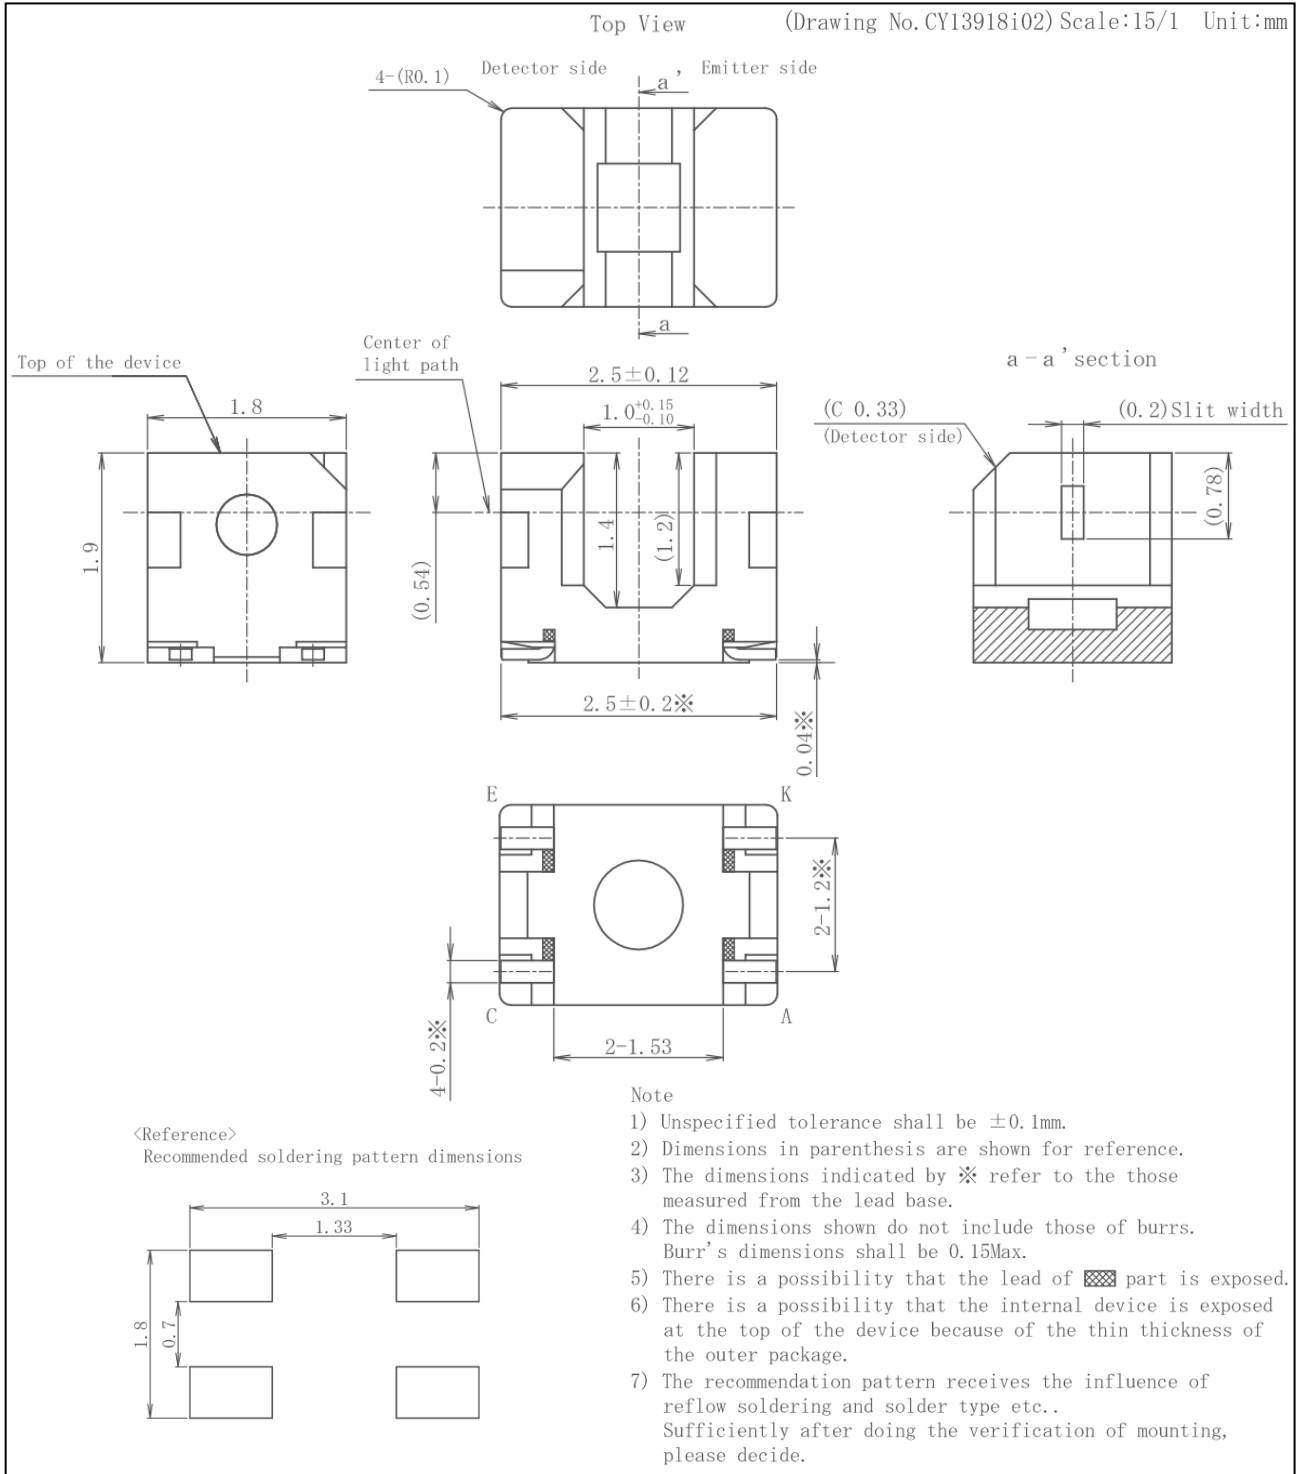 Top View (Drawing No.CY13918i02) Scale:15/1 Unit:mm
4-(R0.1) Detector side a' Emitter side
a
Top of the device
Center of
light path
a-a' section
1.8
2.5±0.12
1.0 +0.15 -0.10
(C 0.33)
(Detector side)
(0.2)Slit width
1.9
(0.54)
1.4
(1.2)
(0.78)
2.5±0.2※
0.04※
E K
2-1.2※
C A
4-0.2※
2-1.53
<Reference>
Recommended soldering pattern dimensions
3.1
1.33
1.8
0.7
Note
1) Unspecified tolerance shall be ±0.1mm.
2) Dimensions in parenthesis are shown for reference.
3) The dimensions indicated by ※ refer to the those
measured from the lead base.
4) The dimensions shown do not include those of burrs.
Burr's dimensions shall be 0.15Max.
5) There is a possibility that the lead of part is exposed.
6) There is a possibility that the internal device is exposed
at the top of the device because of the thin thickness of
the outer package.
7) The recommendation pattern receives the influence of
reflow soldering and solder type etc..
Sufficiently after doing the verification of mounting,
please decide.